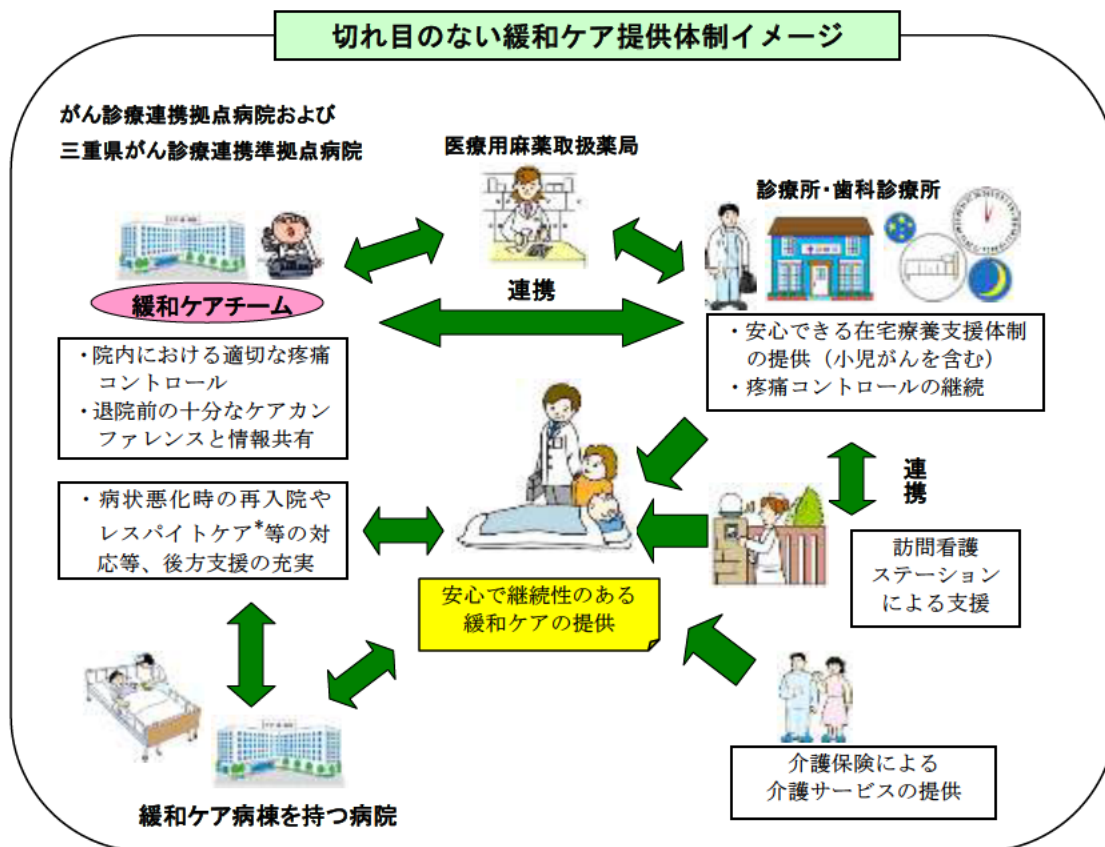 切れ目のない緩和ケア提供体制イメージ
がん診療連携拠点病院および
三重県がん診療連携準拠点病院
医療用麻薬取扱薬局
診療所・歯科診療所
連携
緩和ケアチーム
・院内における適切な疼痛
コントロール
・退院前の十分なケアカン
ファレンスと情報共有
・安心できる在宅療養支援体制
の提供（小児がんを含む）
・疼痛コントロールの継続
連携
・病状悪化時の再入院や
レスパイトケア*等の対
応等、後方支援の充実
訪問看護
ステーション
による支援
安心で継続性のある
緩和ケアの提供
介護保険による
介護サービスの提供
緩和ケア病棟を持つ病院